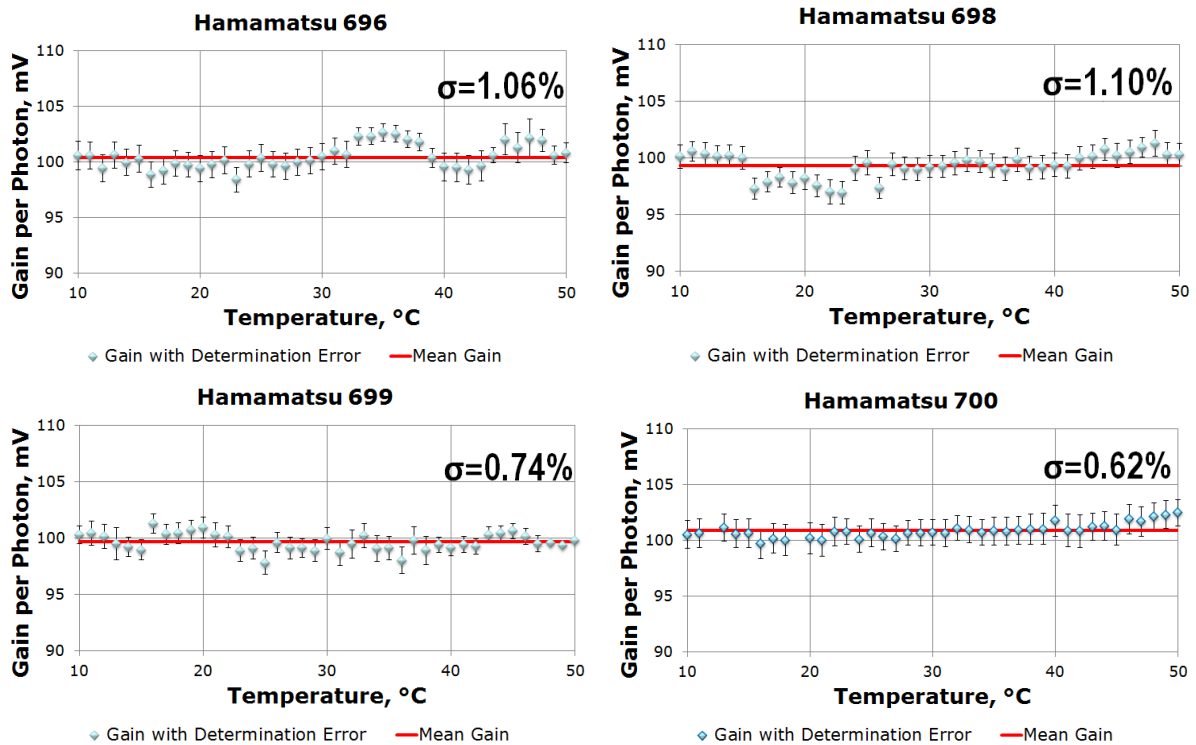 Hamamatsu 696
Gain per Photon, mV
110
105
100
95
90
σ=1.06%
10 20 30 40 50
Temperature, °C
Gain with Determination Error Mean Gain
Hamamatsu 698
Gain per Photon, mV
110
105
100
95
90
σ=1.10%
10 20 30 40 50
Temperature, °C
Gain with Determination Error Mean Gain
Hamamatsu 699
Gain per Photon, mV
110
105
100
95
90
σ=0.74%
10 20 30 40 50
Temperature, °C
Gain with Determination Error Mean Gain
Hamamatsu 700
Gain per Photon, mV
110
105
100
95
90
σ=0.62%
10 20 30 40 50
Temperature, °C
Gain with Determination Error Mean Gain